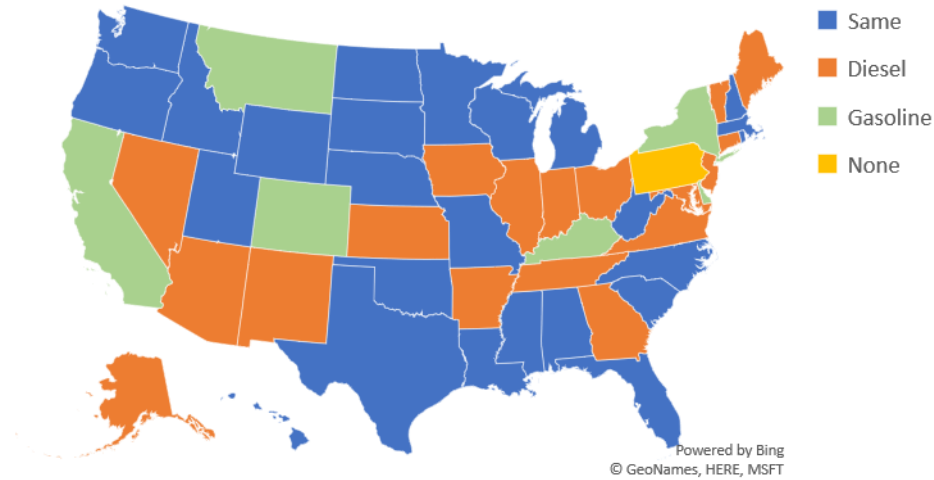 Same
Diesel
Gasoline
None
Powered by Bing
© GeoNames, HERE, MSFT